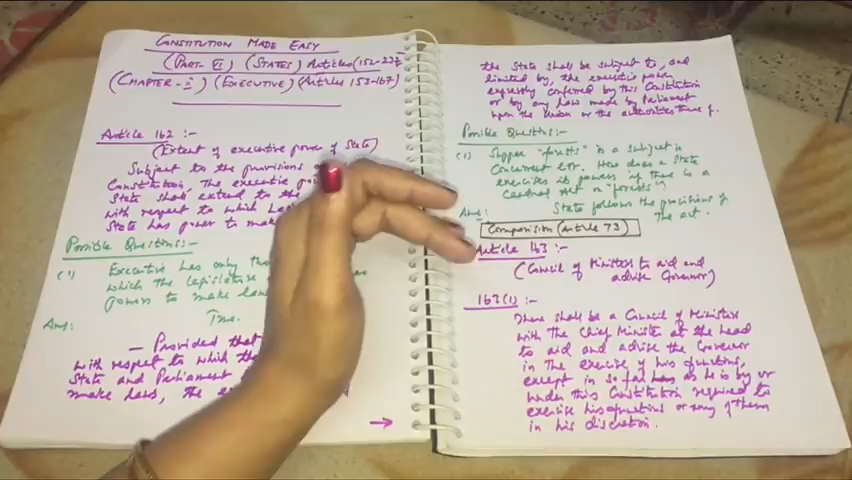 CONSTITUTION MADE EASY
(PART-VI) (STATES) Articles (152-237
(CHAPTER-II) (EXECUTIVE) (Articles 153-167)
Article 162 :-
(Extent of executive power of State)
Subject to the provisions
Constitution, The executive
State shall extend to the
with respect to which
State has power to
Possible Questions:-
(1) Executive has only
which the legislature
powers to make
Ans: True.
— Provided that
with respect to which the
State and Parliament
make laws, the
the State shall be subject to, and
limited by, the executive power
expressly conferred by this Constitution
or by any law made by Parliament
upon the Union or the authorities thereof.
Possible Questions:-
(1) Suppose "forests" is a subject in
Concurrent List. How does a State
exercises its powers if there is a
Central act on "forests"
Ans: State follows the provisions of
The act.
Comparision (Article 73)
Article 163 :-
(Council of Ministers to aid and
advise Governor)
163(1) :-
There shall be a Council of Ministers
with The Chief Minister at the head
to aid and advise the Governor
in The exercise of his functions,
except in so far as he is by or
under this Constitution required to
exercise his functions or any of them
in his discretion.